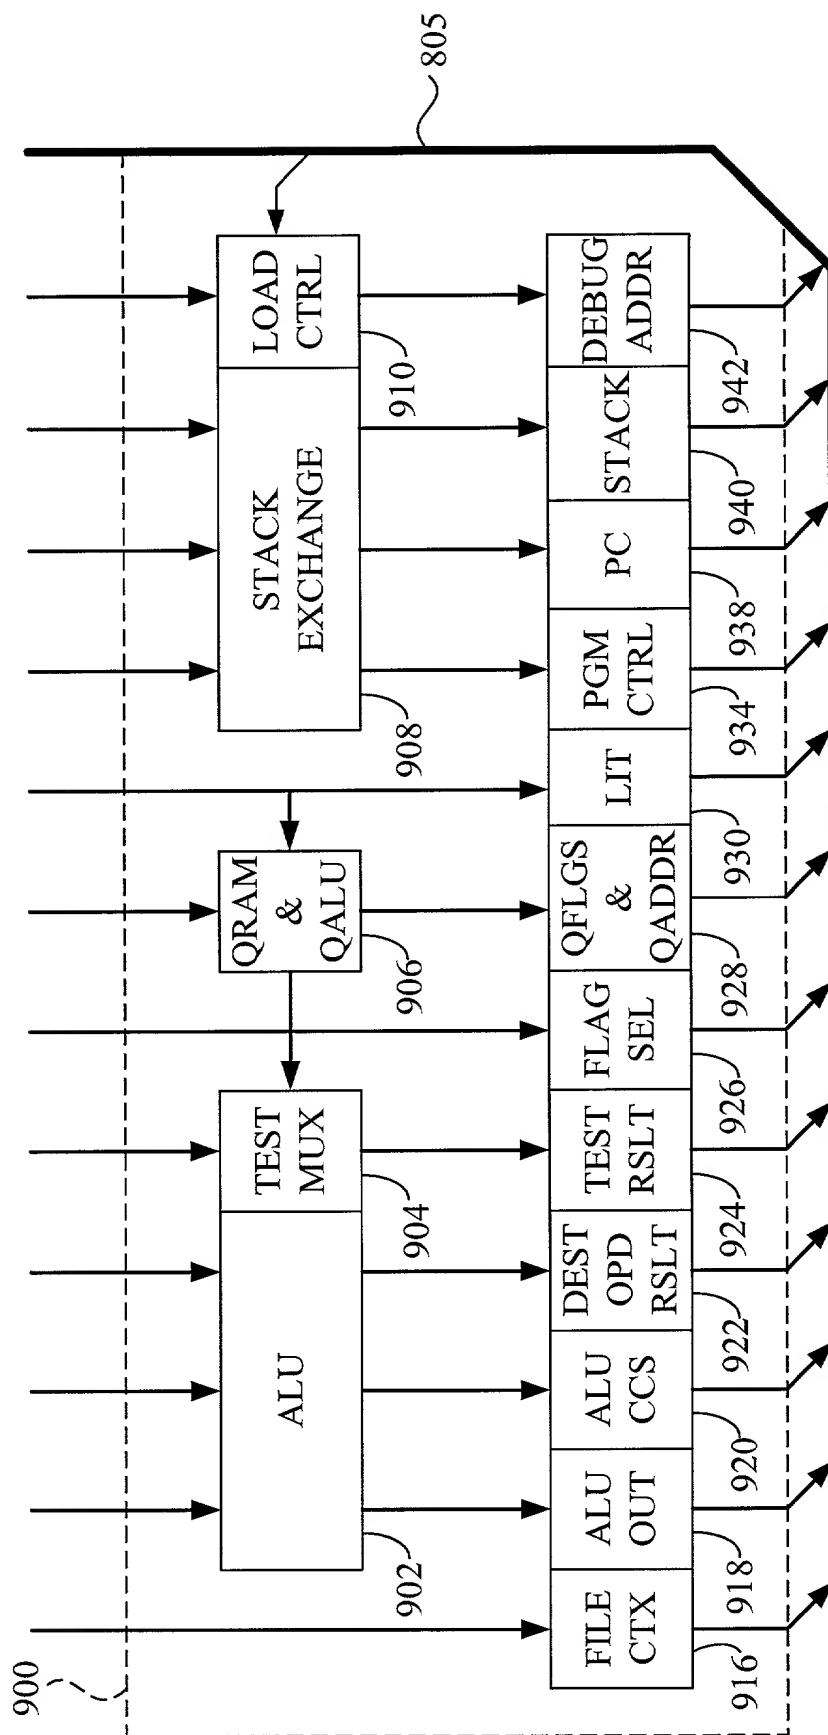 900
805
ALU
TEST
MUX
QRAM
&
QALU
STACK
EXCHANGE
LOAD
CTRL
902
904
906
908
910
FILE
CTX
ALU
OUT
ALU
CCS
DEST
OPD
RSLT
TEST
RSLT
FLAG
SEL
QFLGS
&
QADDR
LIT
PGM
CTRL
PC
STACK
DEBUG
ADDR
916
918
920
922
924
926
928
930
934
938
940
942